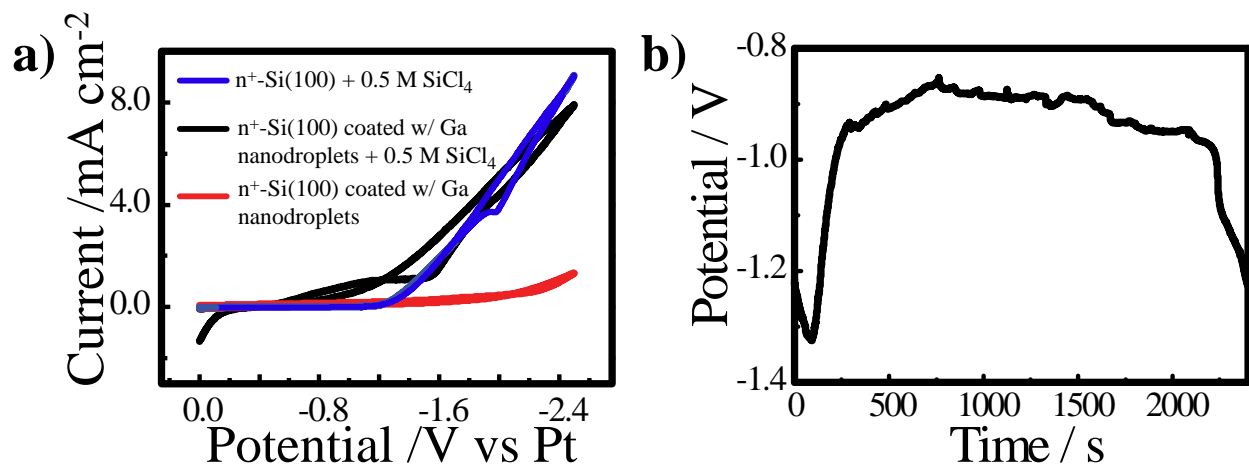 a)
Current /mA cm-2
8.0
4.0
0.0
n+-Si(100) + 0.5 M SiCl4
n+-Si(100) coated w/ Ga
nanodroplets + 0.5 M SiCl4
n+-Si(100) coated w/ Ga
nanodroplets
0.0 -0.8 -1.6 -2.4
Potential /V vs Pt
b)
Potential / V
-0.8
-1.0
-1.2
-1.4
0 500 1000 1500 2000
Time / s